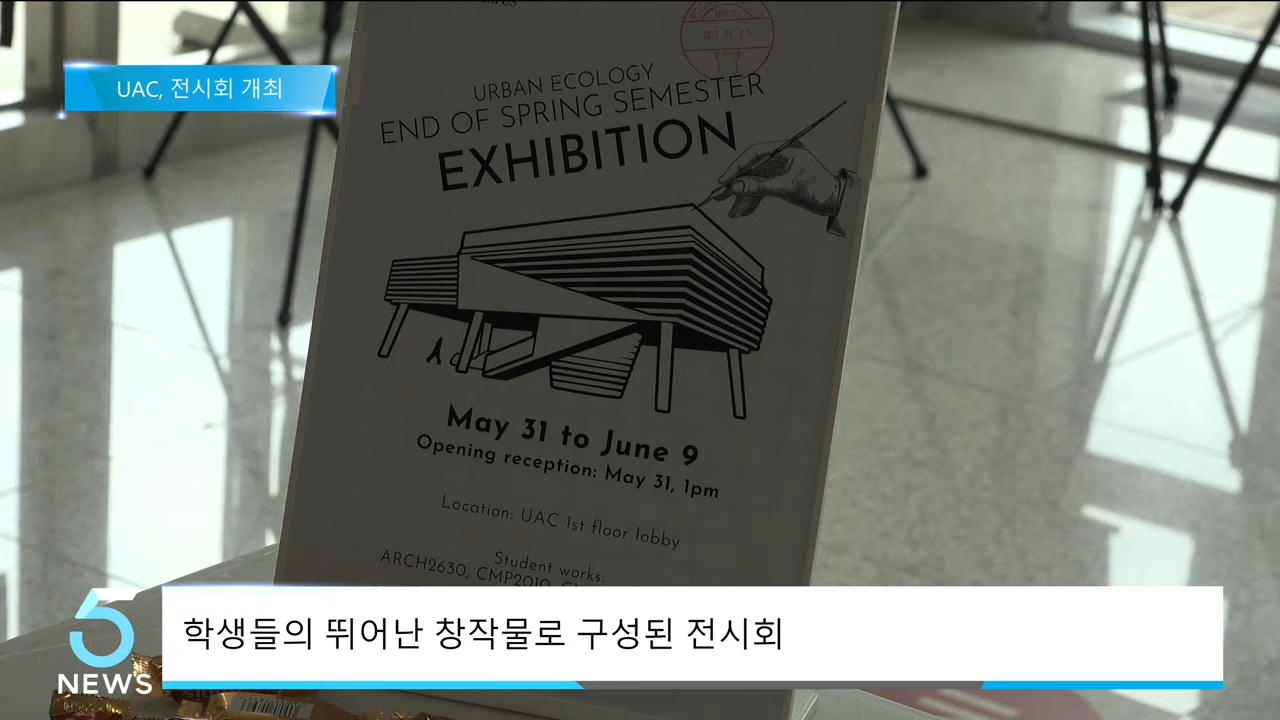 UNTIL
URBAN ECOLOGY
END OF SPRING SEMESTER
EXHIBITION
UAC, 전시회 개최
May 31 to June 9
Opening reception: May 31, 1pm
Location: UAC 1st floor lobby
Student works:
ARCH2630, CMP2010,
학생들의 뛰어난 창작물로 구성된 전시회
5
NEWS